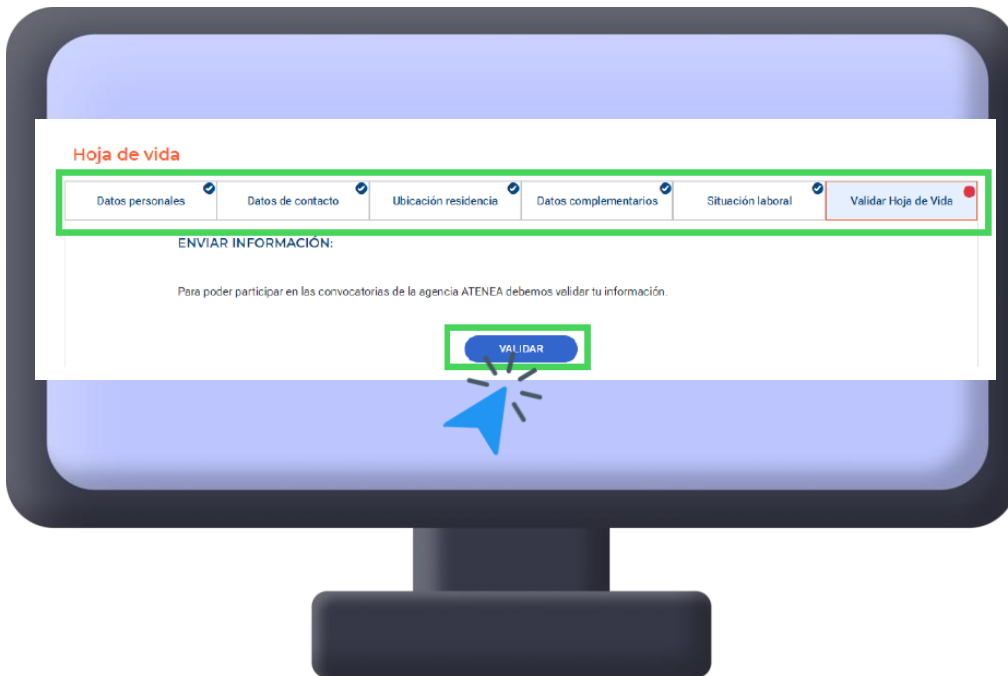 Hoja de vida
Datos personales
Datos de contacto
Ubicación residencia
Datos complementarios
Situación laboral
Validar Hoja de Vida
ENVIAR INFORMACIÓN:
Para poder participar en las convocatorias de la agencia ATENEA debemos validar tu información.
VALIDAR